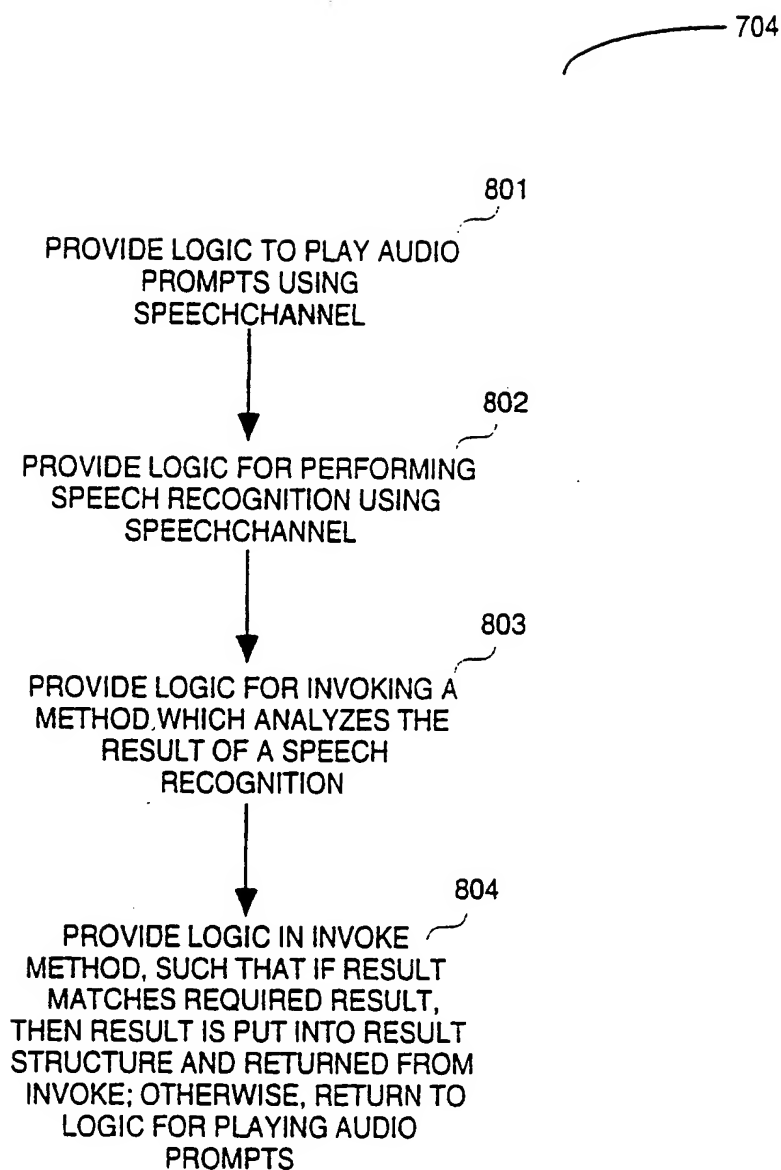 704
801
PROVIDE LOGIC TO PLAY AUDIO
PROMPTS USING
SPEECHCHANNEL
802
PROVIDE LOGIC FOR PERFORMING
SPEECH RECOGNITION USING
SPEECHCHANNEL
803
PROVIDE LOGIC FOR INVOKING A
METHOD, WHICH ANALYZES THE
RESULT OF A SPEECH
RECOGNITION
804
PROVIDE LOGIC IN INVOKE
METHOD, SUCH THAT IF RESULT
MATCHES REQUIRED RESULT,
THEN RESULT IS PUT INTO RESULT
STRUCTURE AND RETURNED FROM
INVOKE; OTHERWISE, RETURN TO
LOGIC FOR PLAYING AUDIO
PROMPTS